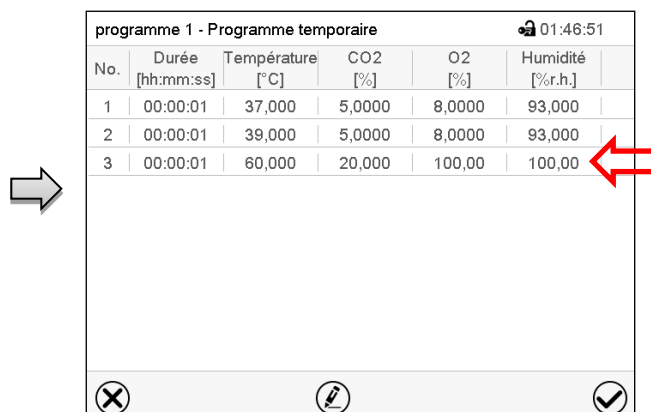 programme 1 - Programme temporaire 01:46:51
No. Durée [hh:mm:ss] Température [°C] CO2 [%] O2 [%] Humidité [%r.h.]
1 00:00:01 37,000 5,0000 8,0000 93,000
2 00:00:01 39,000 5,0000 8,0000 93,000
3 00:00:01 60,000 20,000 100,00 100,00